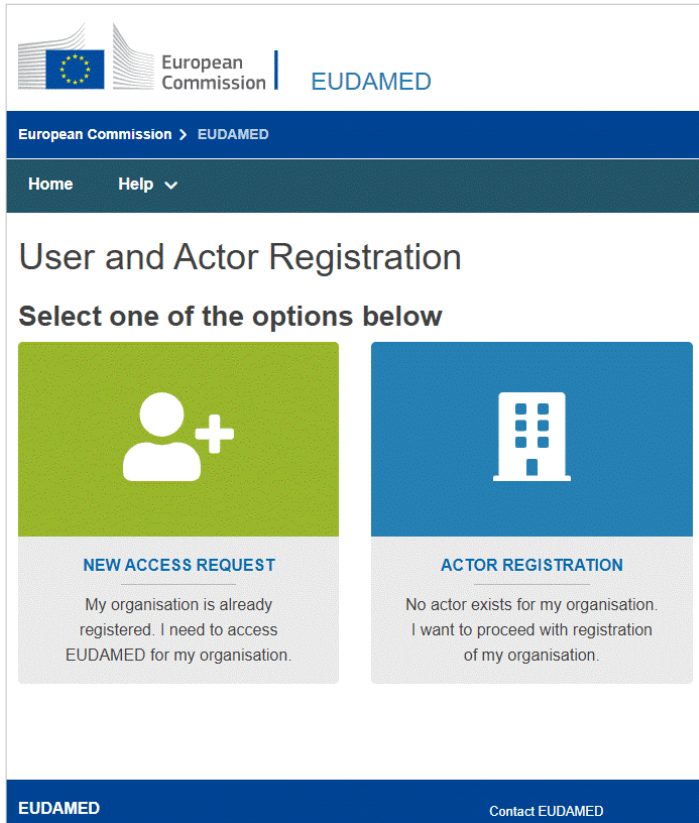 European
Commission
EUDAMED
European Commission > EUDAMED
Home Help
User and Actor Registration
Select one of the options below
NEW ACCESS REQUEST
My organisation is already
registered. I need to access
EUDAMED for my organisation.
ACTOR REGISTRATION
No actor exists for my organisation.
I want to proceed with registration
of my organisation.
EUDAMED
Contact EUDAMED